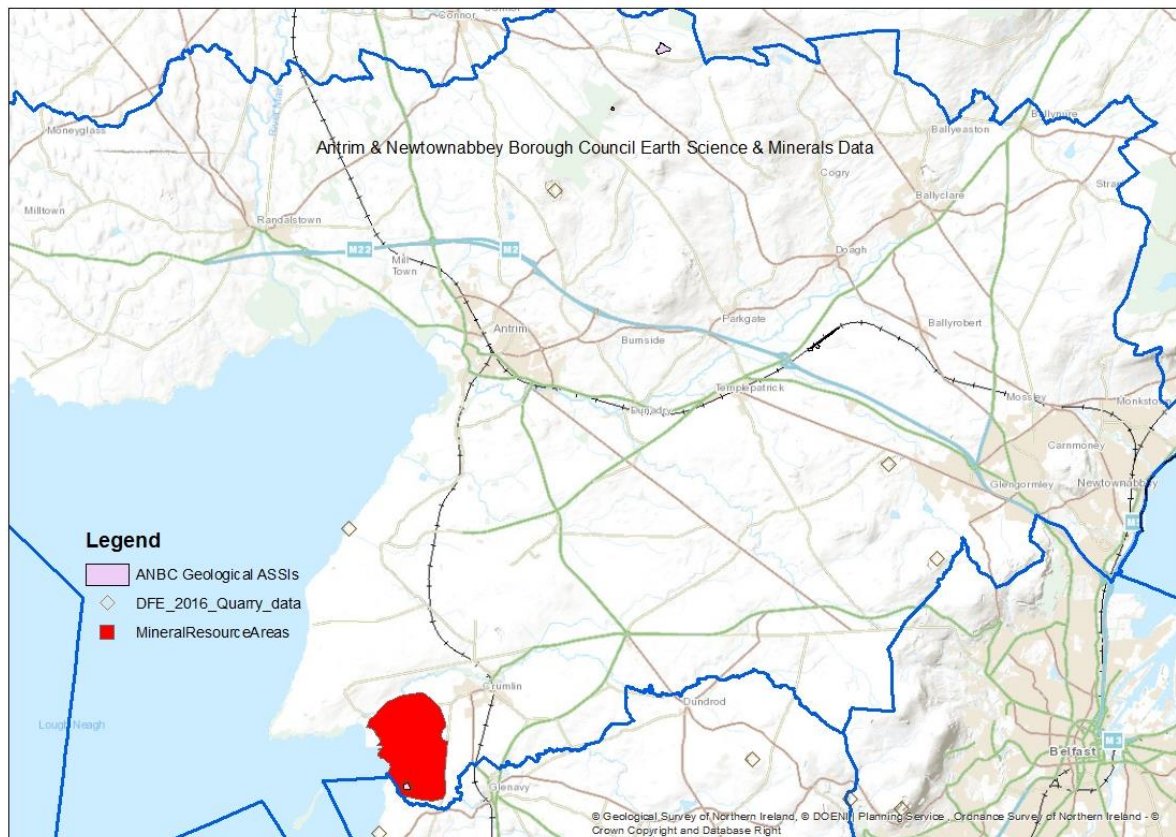 Connor
Moneyglass
River Main
Ballynure
Ballyeaston
Antrim & Newtownabbey Borough Council Earth Science & Minerals Data
Cogry
Milltown
Randalstown
Ballyclare
M22
M2
Mill
Town
Doagh
Antrim
Parkgate
Burnside
Ballyrobert
Templepatrick
Dunadry
Mossley
Monkstown
Carnmoney
Glengormley
Newtownabbey
Legend
ANBC Geological ASSIs
DFE_2016_Quarry_data
MineralResourceAreas
Crumlin
Dundrod
Lough Neagh
M3
Belfast
Glenavy
© Geological Survey of Northern Ireland, © DOENI Planning Service , Ordnance Survey of Northern Ireland - ©
Crown Copyright and Database Right